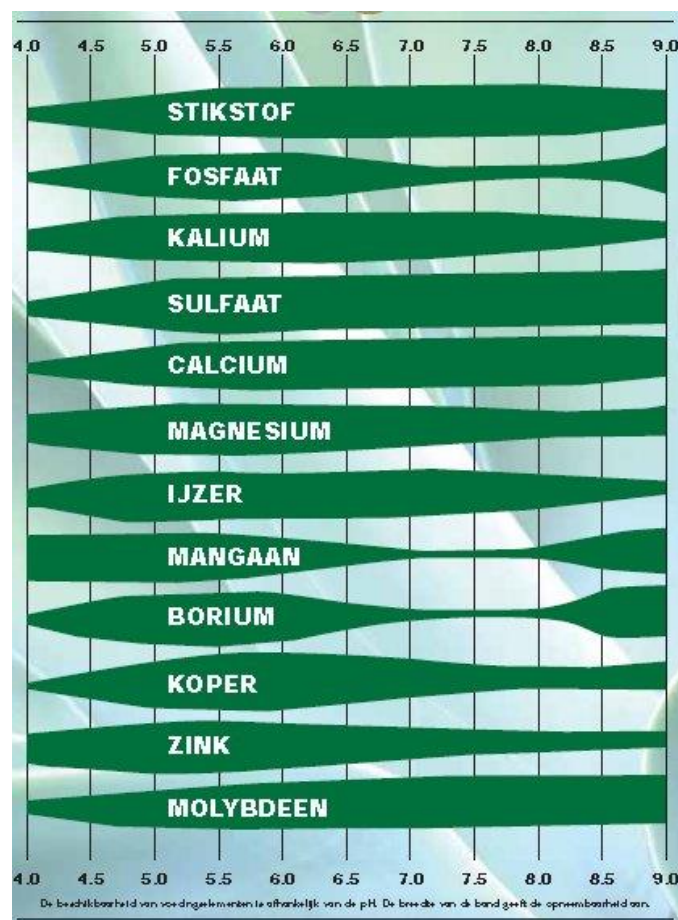 4.0 4.5 5.0 5.5 6.0 6.5 7.0 7.5 8.0 8.5 9.0
STIKSTOF
FOSFAAT
KALIUM
SULFAAT
CALCIUM
MAGNESIUM
IJZER
MANGAAN
BORIUM
KOPER
ZINK
MOLYBDEEN
4.0 4.5 5.0 5.5 6.0 6.5 7.0 7.5 8.0 8.5 9.0
De beschikbaarheid van voedingselementen is afhankelijk van de pH. De breedte van de band geeft de opneembaarheid aan.